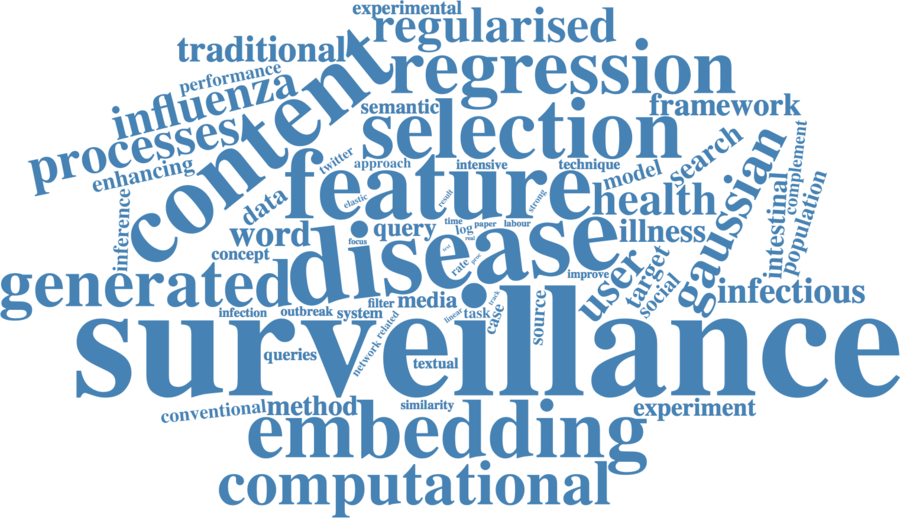 experimental
regularised
traditional
regression
performance
influenza
content
semantic
framework
processes
selection
enhancing
twitter
approach
intensive
technique
model
search
complement
feature
elastic
result
strong
health
gaussian
intestinal
population
inference
data
word
query
time
log
paper
labour
real
focus
concept
disease
text
rate
illness
user
target
social
improve
generated
infectious
infection
outbreak
system
filter
media
linear
task
track
case
source
surveillance
queries
network related
textual
conventional
method
similarity
experiment
embedding
computational